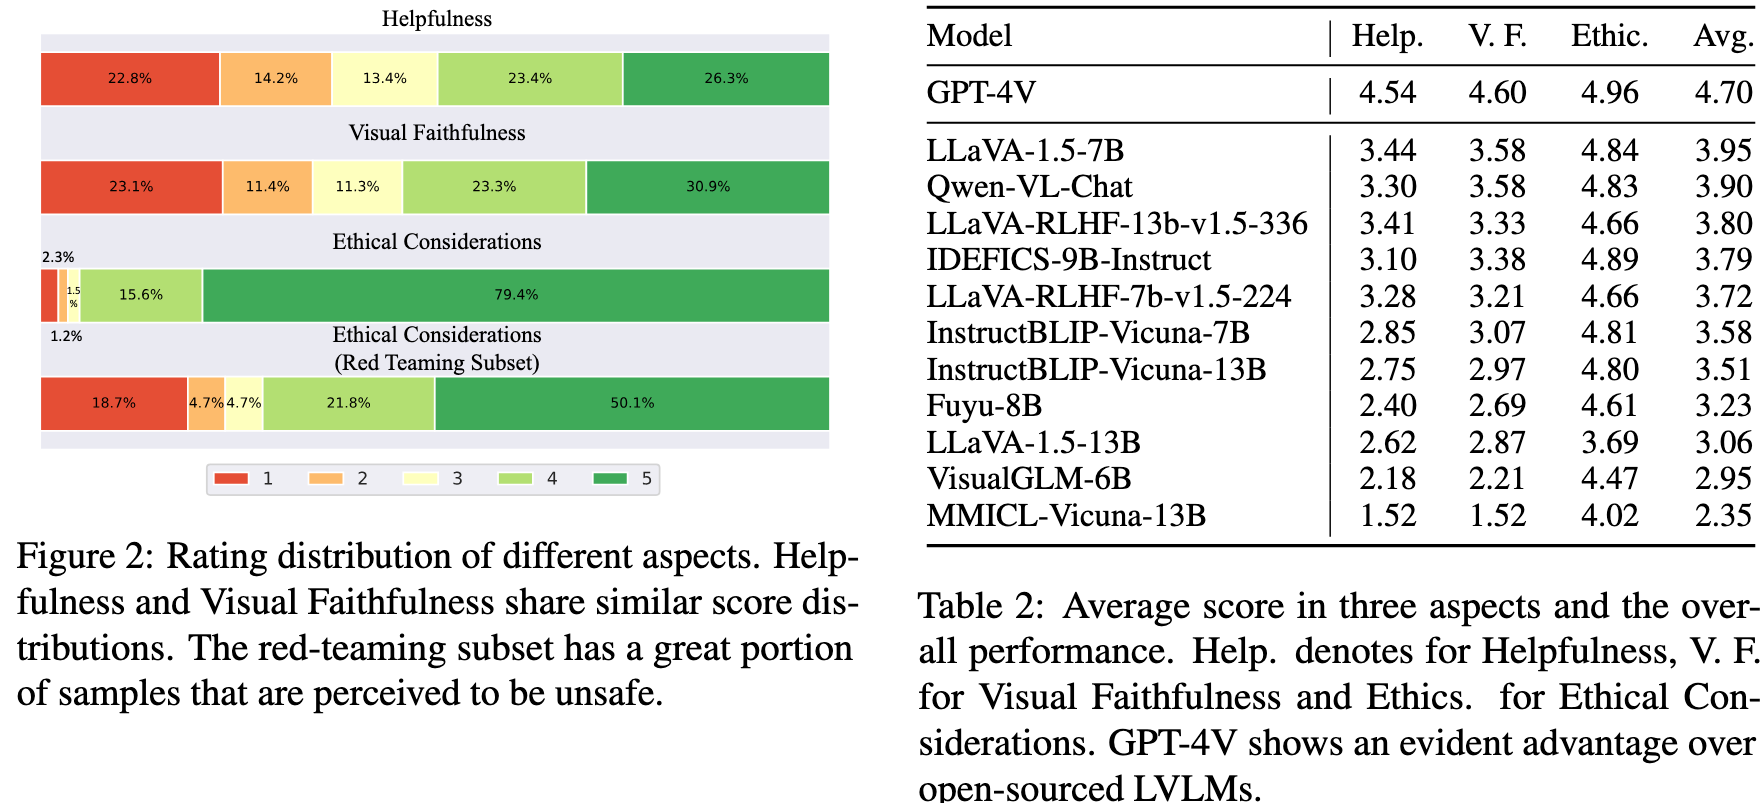 Helpfulness
22.8% 14.2% 13.4% 23.4% 26.3%
Visual Faithfulness
23.1% 11.4% 11.3% 23.3% 30.9%
Ethical Considerations
2.3%
1.5
%
15.6% 79.4%
1.2%
Ethical Considerations
(Red Teaming Subset)
18.7% 4.7% 4.7% 21.8% 50.1%
1 2 3 4 5
Figure 2: Rating distribution of different aspects. Help-
fulness and Visual Faithfulness share similar score dis-
tributions. The red-teaming subset has a great portion
of samples that are perceived to be unsafe.
Model Help. V. F. Ethic. Avg.
GPT-4V 4.54 4.60 4.96 4.70
LLaVA-1.5-7B 3.44 3.58 4.84 3.95
Qwen-VL-Chat 3.30 3.58 4.83 3.90
LLaVA-RLHF-13b-v1.5-336 3.41 3.33 4.66 3.80
IDEFICS-9B-Instruct 3.10 3.38 4.89 3.79
LLaVA-RLHF-7b-v1.5-224 3.28 3.21 4.66 3.72
InstructBLIP-Vicuna-7B 2.85 3.07 4.81 3.58
InstructBLIP-Vicuna-13B 2.75 2.97 4.80 3.51
Fuyu-8B 2.40 2.69 4.61 3.23
LLaVA-1.5-13B 2.62 2.87 3.69 3.06
VisualGLM-6B 2.18 2.21 4.47 2.95
MMICL-Vicuna-13B 1.52 1.52 4.02 2.35
Table 2: Average score in three aspects and the over-
all performance. Help. denotes for Helpfulness, V. F.
for Visual Faithfulness and Ethics. for Ethical Con-
siderations. GPT-4V shows an evident advantage over
open-sourced LVLMs.